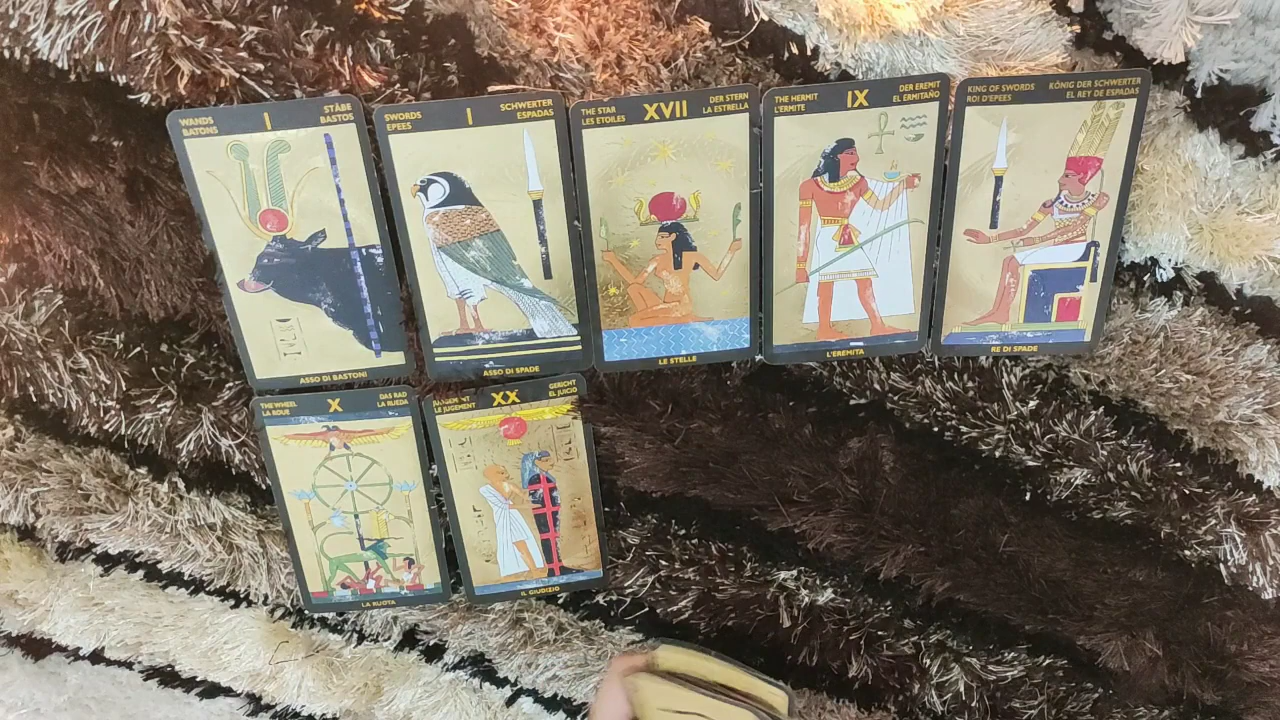 WANDS
BATONS
I
STÄBE
BASTOS
ASSO DI BASTONI
SWORDS
EPEES
I
SCHWERTER
ESPADAS
ASSO DI SPADE
THE STAR
LES ETOILES
XVII
DER STERN
LA ESTRELLA
LE STELLE
THE HERMIT
L'ERMITE
IX
DER EREMIT
EL ERMITAÑO
L'EREMITA
KING OF SWORDS
ROI D'EPEES
KÖNIG DER SCHWERTER
EL REY DE ESPADAS
RE DI SPADE
THE WHEEL
LA ROUE
X
DAS RAD
LA RUEDA
LA RUOTA
LE JUGEMENT
XX
GERICHT
EL JUICIO
IL GIUDIZIO